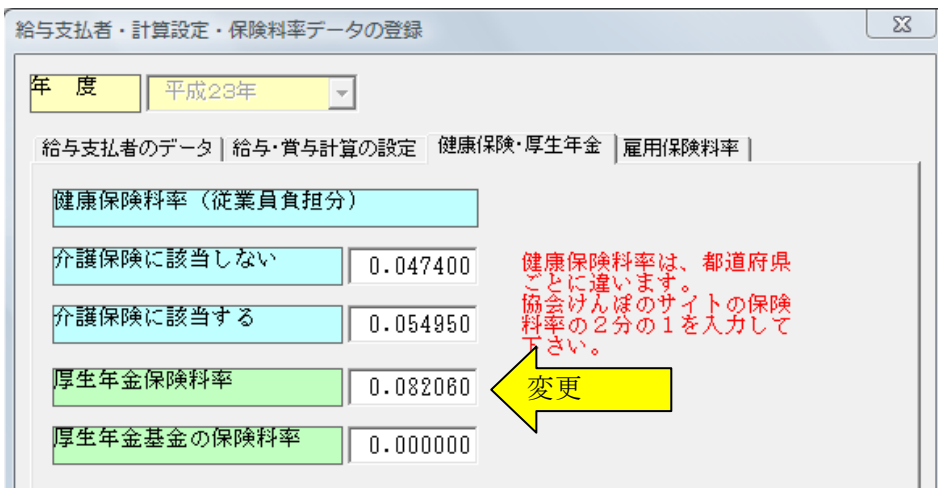 給与支払者・計算設定・保険料率データの登録
年　度
平成23年
給与支払者のデータ
給与・賞与計算の設定
健康保険・厚生年金
雇用保険料率
健康保険料率（従業員負担分）
介護保険に該当しない
0.047400
介護保険に該当する
0.054950
健康保険料率は、都道府県
ごとに違います。
協会けんぽのサイトの保険
料率の２分の１を入力して
下さい。
厚生年金保険料率
0.082060
変更
厚生年金基金の保険料率
0.000000